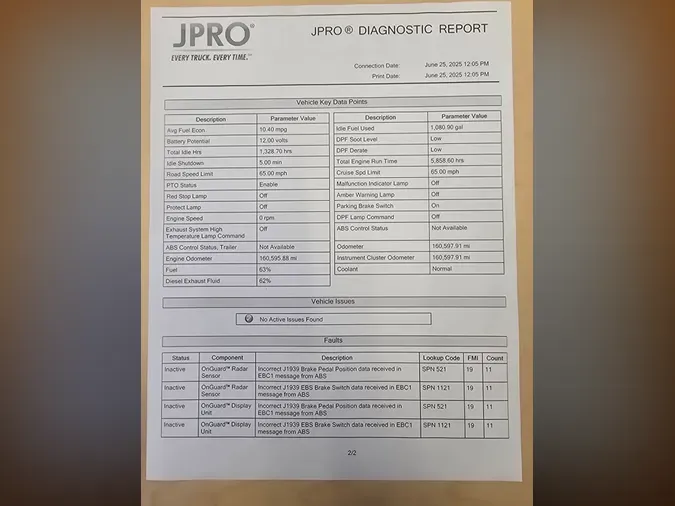 JPRO®
EVERY TRUCK. EVERY TIME.™
JPRO® DIAGNOSTIC REPORT
Connection Date: June 25, 2025 12:05 PM
Print Date: June 25, 2025 12:05 PM
Vehicle Key Data Points
Description Parameter Value
Avg Fuel Econ 10.40 mpg
Battery Potential 12.00 volts
Total Idle Hrs 1,328.70 hrs
Idle Shutdown 5.00 min
Road Speed Limit 65.00 mph
PTO Status Enable
Red Stop Lamp Off
Protect Lamp Off
Engine Speed 0 rpm
Exhaust System High Off
Temperature Lamp Command
ABS Control Status, Trailer Not Available
Engine Odometer 160,595.88 mi
Fuel 63%
Diesel Exhaust Fluid 62%
Description Parameter Value
Idle Fuel Used 1,080.90 gal
DPF Soot Level Low
DPF Derate Low
Total Engine Run Time 5,858.60 hrs
Cruise Spd Limit 65.00 mph
Malfunction Indicator Lamp Off
Amber Warning Lamp Off
Parking Brake Switch On
DPF Lamp Command Off
ABS Control Status Not Available
Odometer 160,597.91 mi
Instrument Cluster Odometer 160,597.91 mi
Coolant Normal
Vehicle Issues
No Active Issues Found
Faults
Status Component Description Lookup Code FMI Count
Inactive OnGuard™ Radar Incorrect J1939 Brake Pedal Position data received in SPN 521 19 11
Sensor EBC1 message from ABS
Inactive OnGuard™ Radar Incorrect J1939 EBS Brake Switch data received in EBC1 SPN 1121 19 11
Sensor message from ABS
Inactive OnGuard™ Display Incorrect J1939 Brake Pedal Position data received in SPN 521 19 11
Unit EBC1 message from ABS
Inactive OnGuard™ Display Incorrect J1939 EBS Brake Switch data received in EBC1 SPN 1121 19 11
Unit message from ABS
2/2